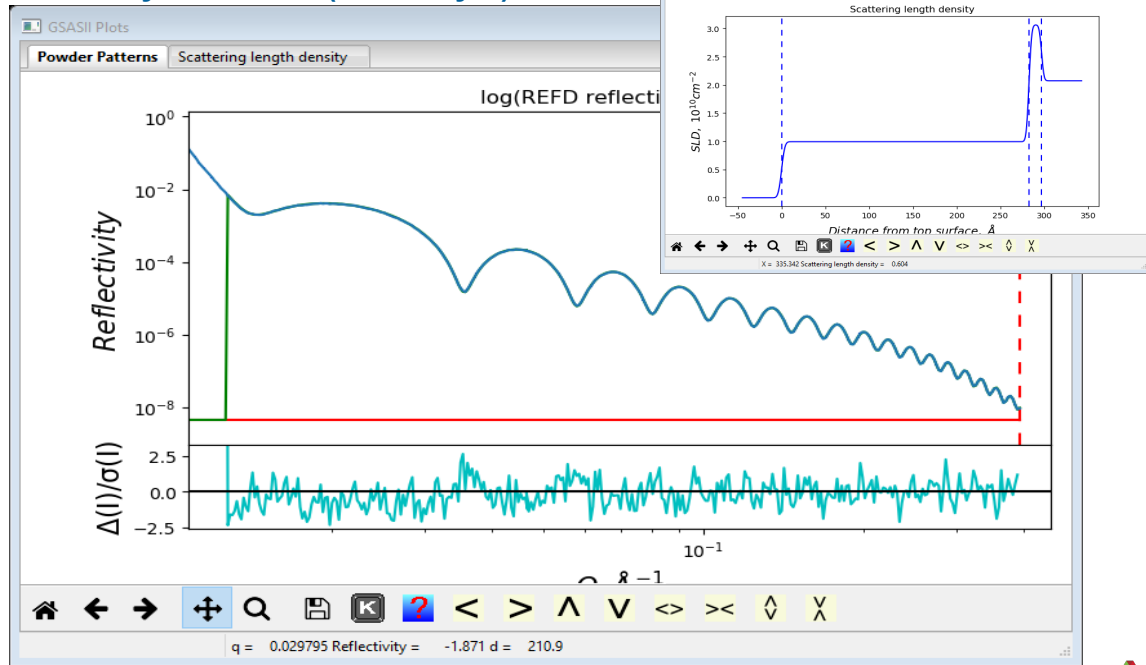 GSASII Plots
Powder Patterns Scattering length density
log(REFD reflecti
10⁰
10⁻²
10⁻⁴
10⁻⁶
10⁻⁸
Reflectivity
2.5
0.0
−2.5
Δ(I)/σ(I)
10⁻¹
q = 0.029795 Reflectivity = -1.871 d = 210.9
Scattering length density
3.0
2.5
2.0
1.5
1.0
0.5
0.0
SLD, 10¹⁰cm⁻²
−50 0 50 100 150 200 250 300 350
Distance from top surface, Å
K ? < > Λ V <> ><
X = 335.342 Scattering length density = 0.604
K ? < > Λ V <> ><